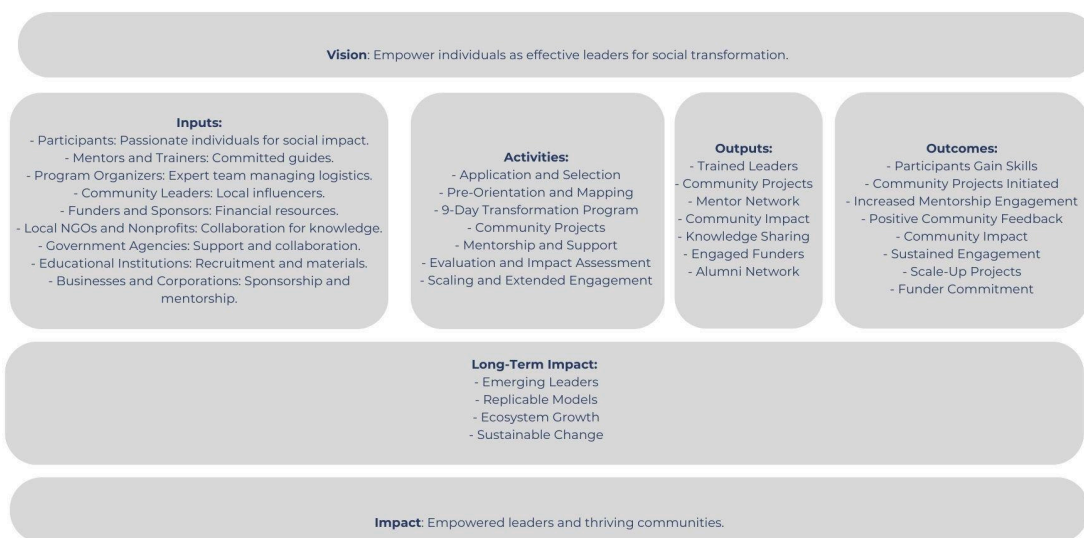 Vision: Empower individuals as effective leaders for social transformation.
Inputs:
- Participants: Passionate individuals for social impact.
- Mentors and Trainers: Committed guides.
- Program Organizers: Expert team managing logistics.
- Community Leaders: Local influencers.
- Funders and Sponsors: Financial resources.
- Local NGOs and Nonprofits: Collaboration for knowledge.
- Government Agencies: Support and collaboration.
- Educational Institutions: Recruitment and materials.
- Businesses and Corporations: Sponsorship and
mentorship.
Activities:
- Application and Selection
- Pre-Orientation and Mapping
- 9-Day Transformation Program
- Community Projects
- Mentorship and Support
- Evaluation and Impact Assessment
- Scaling and Extended Engagement
Outputs:
- Trained Leaders
- Community Projects
- Mentor Network
- Community Impact
- Knowledge Sharing
- Engaged Funders
- Alumni Network
Outcomes:
- Participants Gain Skills
- Community Projects Initiated
- Increased Mentorship Engagement
- Positive Community Feedback
- Community Impact
- Sustained Engagement
- Scale-Up Projects
- Funder Commitment
Long-Term Impact:
- Emerging Leaders
- Replicable Models
- Ecosystem Growth
- Sustainable Change
Impact: Empowered leaders and thriving communities.